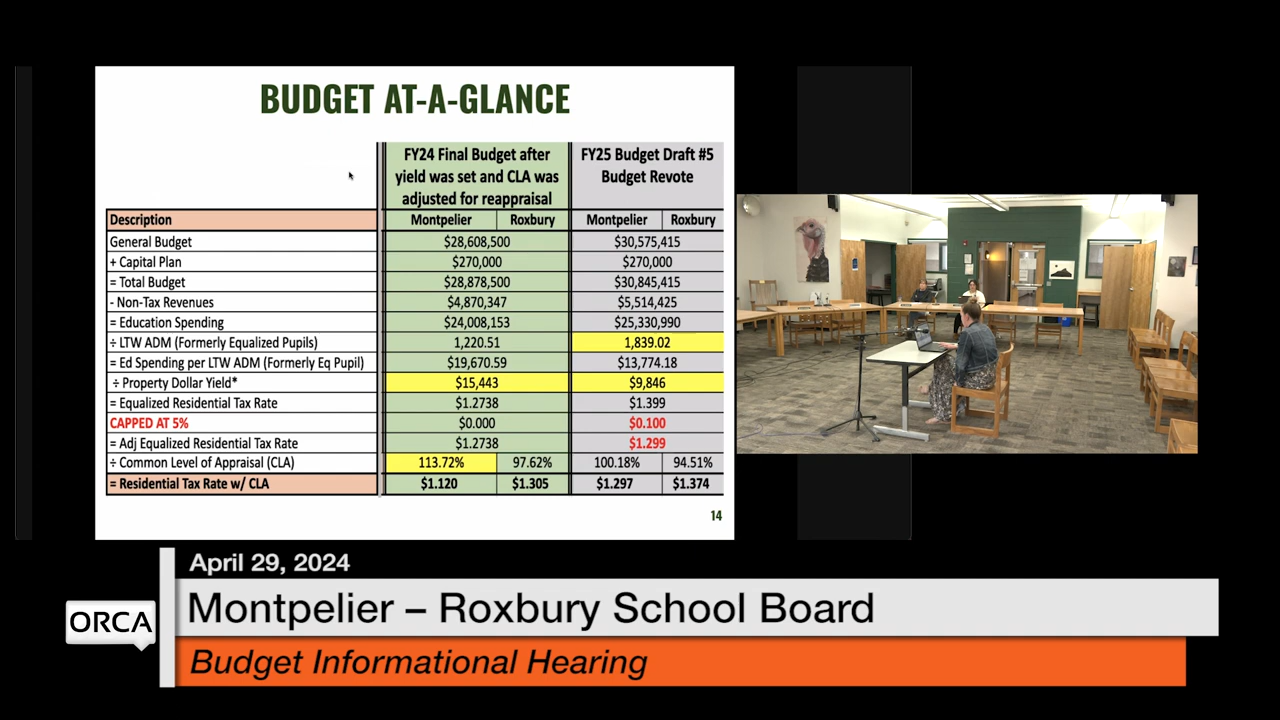 BUDGET AT-A-GLANCE
FY24 Final Budget after yield was set and CLA was adjusted for reappraisal FY25 Budget Draft #5 Budget Revote
Description Montpelier Roxbury Montpelier Roxbury
General Budget $28,608,500 $30,575,415
+ Capital Plan $270,000 $270,000
= Total Budget $28,878,500 $30,845,415
- Non-Tax Revenues $4,870,347 $5,514,425
= Education Spending $24,008,153 $25,330,990
÷ LTW ADM (Formerly Equalized Pupils) 1,220.51 1,839.02
= Ed Spending per LTW ADM (Formerly Eq Pupil) $19,670.59 $13,774.18
÷ Property Dollar Yield* $15,443 $9,846
= Equalized Residential Tax Rate $1.2738 $1.399
CAPPED AT 5% $0.000 $0.100
= Adj Equalized Residential Tax Rate $1.2738 $1.299
÷ Common Level of Appraisal (CLA) 113.72% 97.62% 100.18% 94.51%
= Residential Tax Rate w/ CLA $1.120 $1.305 $1.297 $1.374
14
April 29, 2024
ORCA
Montpelier – Roxbury School Board
Budget Informational Hearing